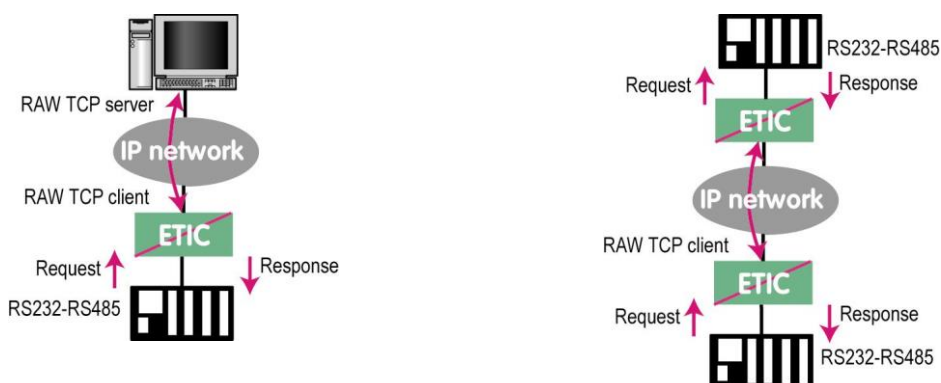 RAW TCP server
IP network
RAW TCP client
ETIC
Request
Response
RS232-RS485
RS232-RS485
Request
Response
ETIC
IP network
RAW TCP client
ETIC
Request
Response
RS232-RS485